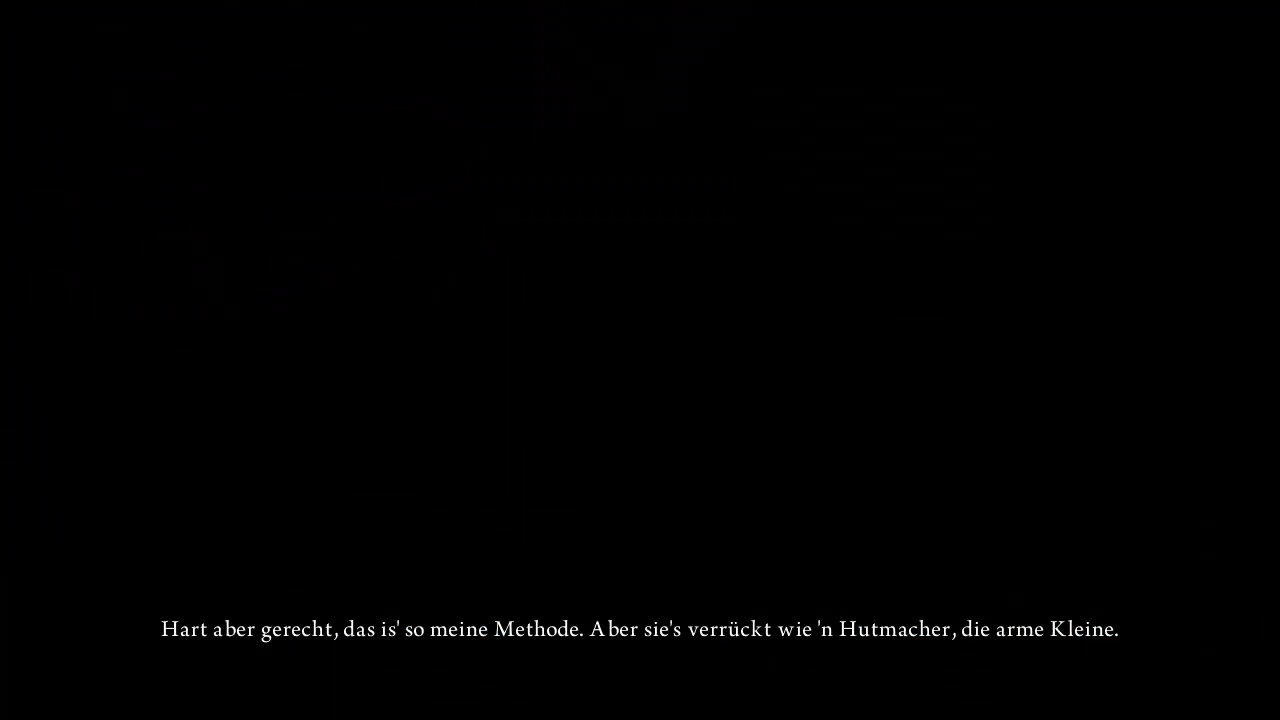 Hart aber gerecht, das is' so meine Methode. Aber sie's verrückt wie 'n Hutmacher, die arme Kleine.